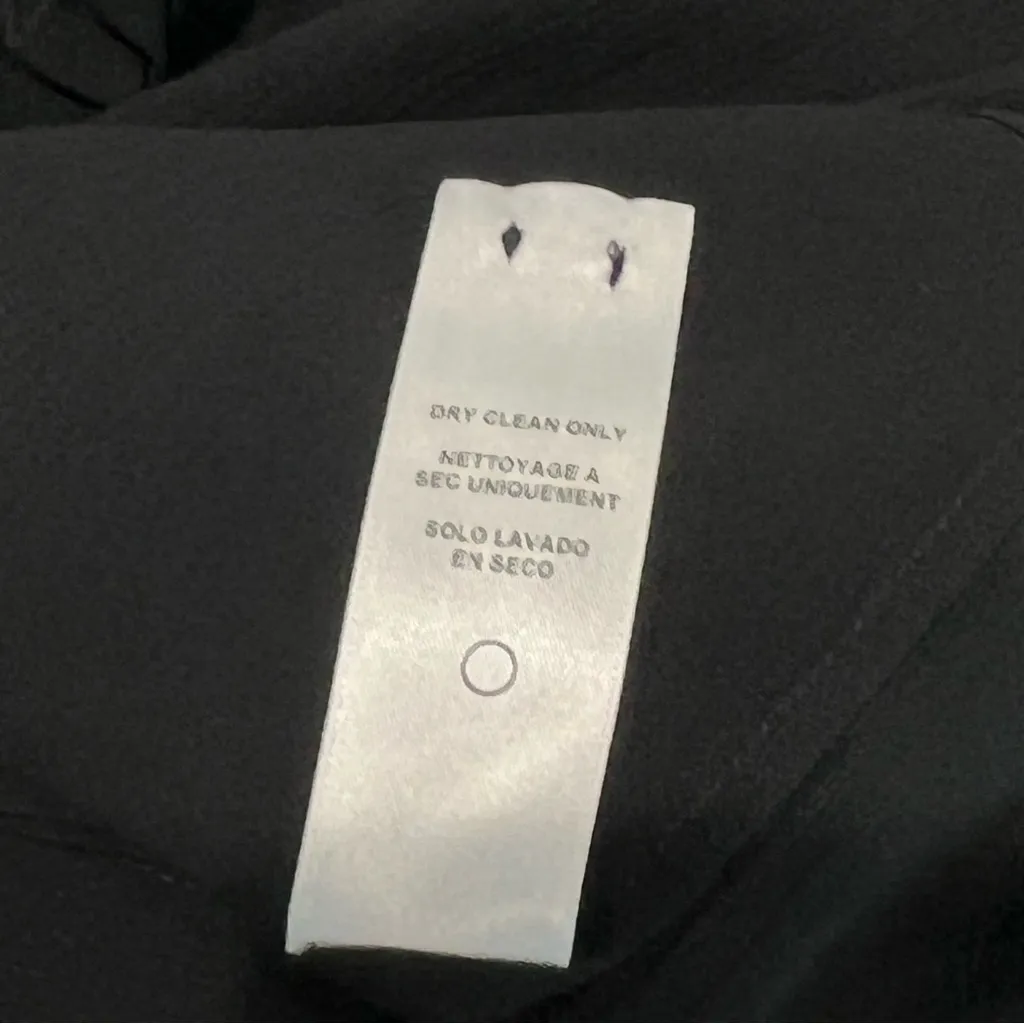 DRY CLEAN ONLY
NETTOYAGE A
SEC UNIQUEMENT
SOLO LAVADO
EN SECO